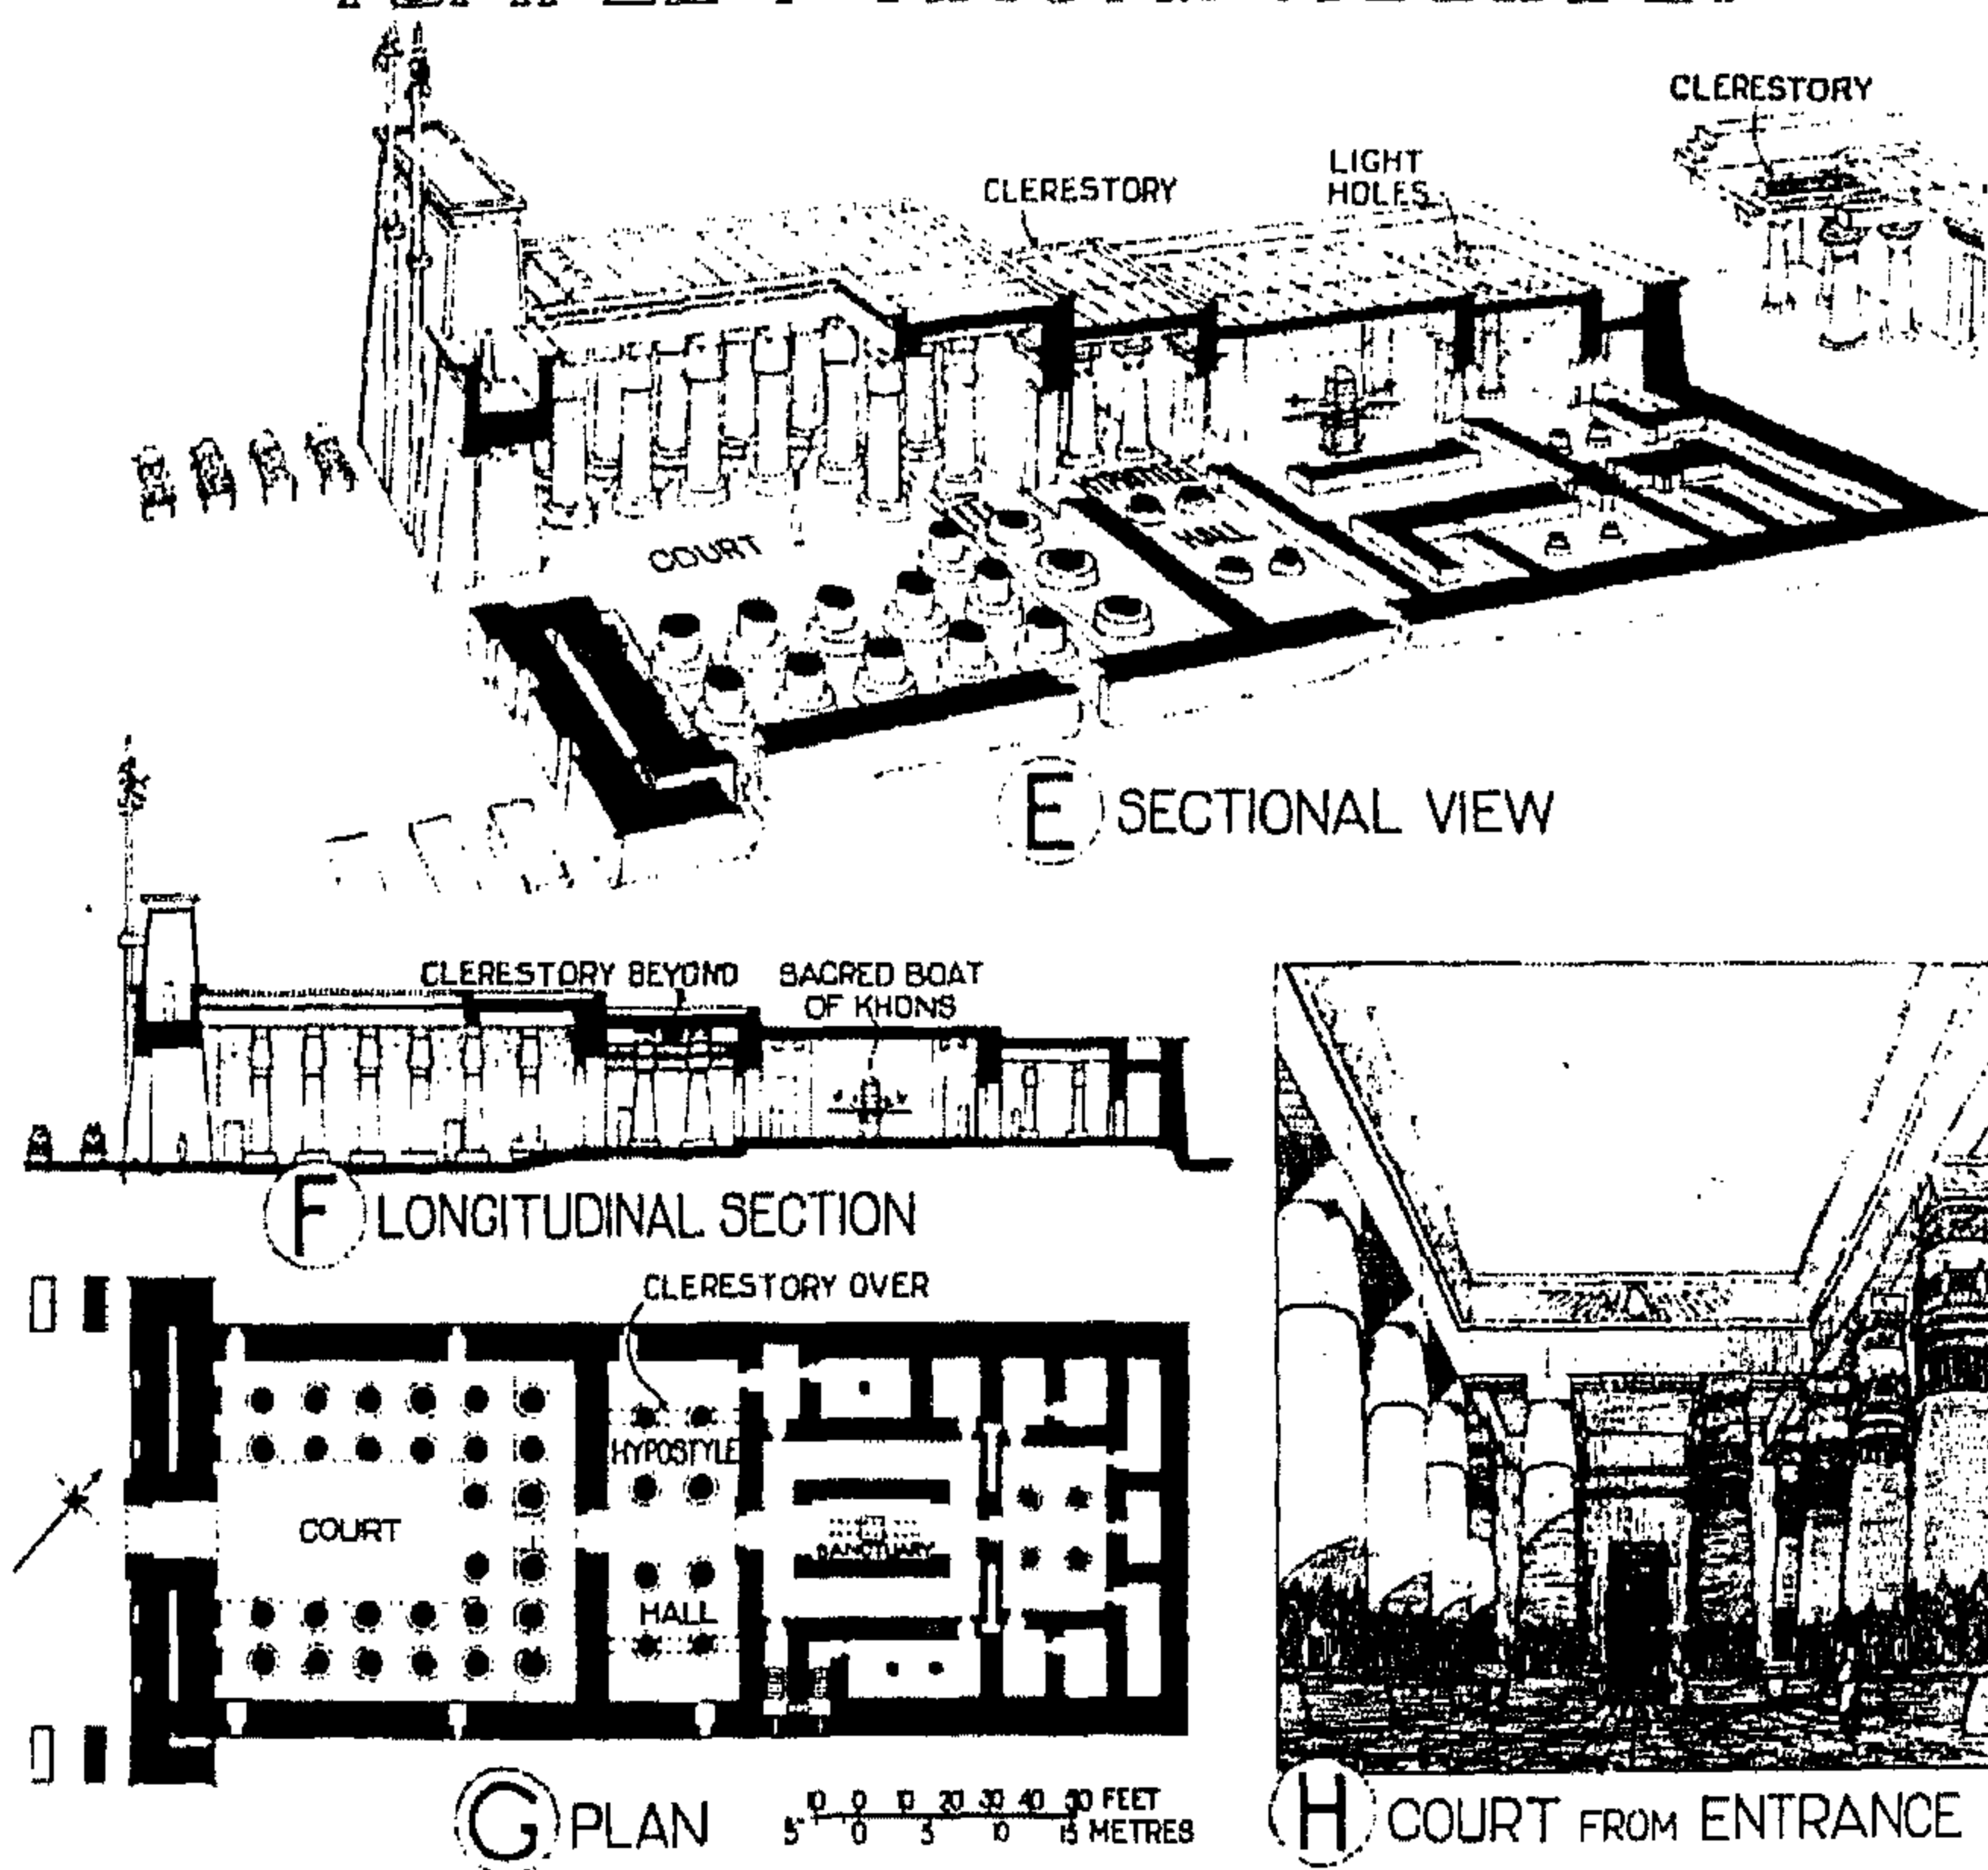 CLERESTORY
LIGHT
HOLES
CLERESTORY
COURT
HALL
E SECTIONAL VIEW
CLERESTORY BEYOND
SACRED BOAT
OF KHONS
F LONGITUDINAL SECTION
CLERESTORY OVER
HYPOSTYLE
COURT
SANCTUARY
HALL
G PLAN
10 0 10 20 30 40 50 FEET
5 0 5 10 15 METRES
H COURT FROM ENTRANCE